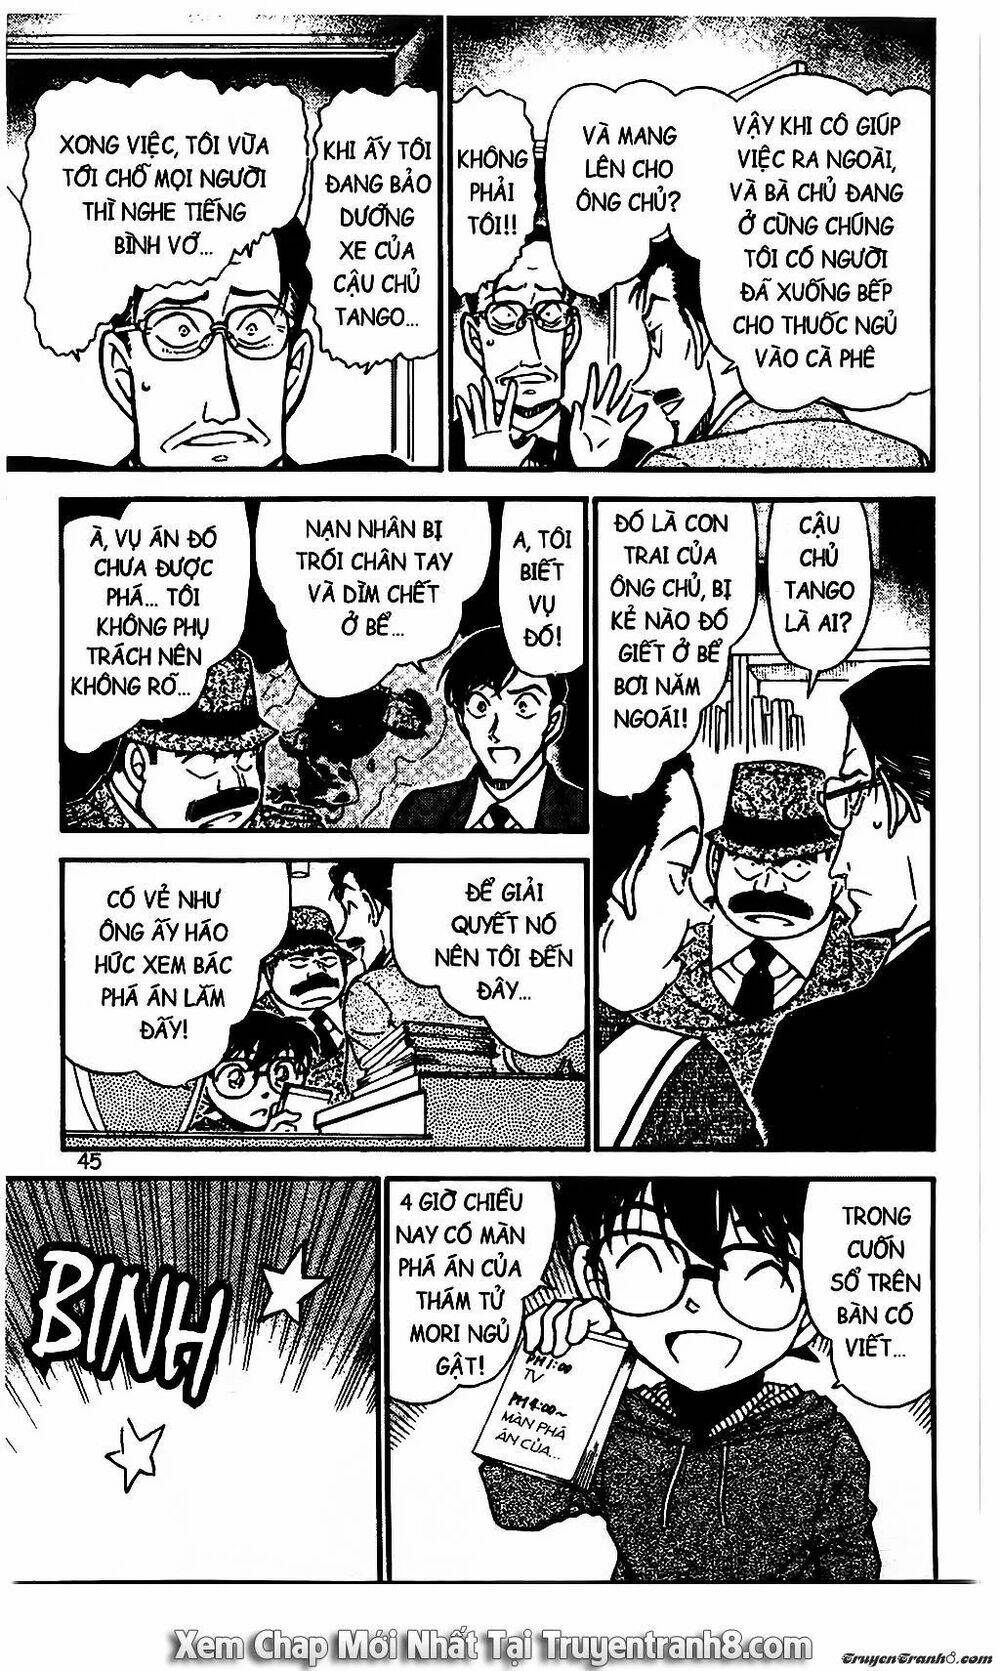 VẬY KHI CÔ GIÚP
VIỆC RA NGOÀI,
VÀ BÀ CHỦ ĐANG
Ở CÙNG CHÚNG
TÔI CÓ NGƯỜI
ĐÃ XUỐNG BẾP
CHO THUỐC NGỦ
VÀO CÀ PHÊ
VÀ MANG
LÊN CHO
ÔNG CHỦ?
KHÔNG
PHẢI
TÔI!!
KHI ẤY TÔI
ĐANG BẢO
DƯỠNG
XE CỦA
CẬU CHỦ
TANGO...
XONG VIỆC, TÔI VỪA
TỚI CHỖ MỌI NGƯỜI
THÌ NGHE TIẾNG
BÌNH VỠ...
CẬU
CHỦ
TANGO
LÀ AI?
ĐÓ LÀ CON
TRAI CỦA
ÔNG CHỦ, BỊ
KẺ NÀO ĐÓ
GIẾT Ở BỂ
BƠI NĂM
NGOÁI!
A, TÔI
BIẾT
VỤ
ĐÓ!
NẠN NHÂN BỊ
TRÓI CHÂN TAY
VÀ DÌM CHẾT
Ở BỂ...
À, VỤ ÁN ĐÓ
CHƯA ĐƯỢC
PHÁ... TÔI
KHÔNG PHỤ
TRÁCH NÊN
KHÔNG RÕ...
ĐỂ GIẢI
QUYẾT NÓ
NÊN TÔI ĐẾN
ĐÂY...
CÓ VẺ NHƯ
ÔNG ẤY HÁO
HỨC XEM BÁC
PHÁ ÁN LẮM
ĐẤY!
45
TRONG
CUỐN
SỔ TRÊN
BÀN CÓ
VIẾT...
4 GIỜ CHIỀU
NAY CÓ MÀN
PHÁ ÁN CỦA
THÁM TỬ
MORI NGỦ
GẬT!
PM 1:00
TV
PM 4:00~
MÀN PHÁ
ÁN CỦA...
BINH
Xem Chap Mới Nhất Tại Truyentranh8.com
TruyenTranh8.com